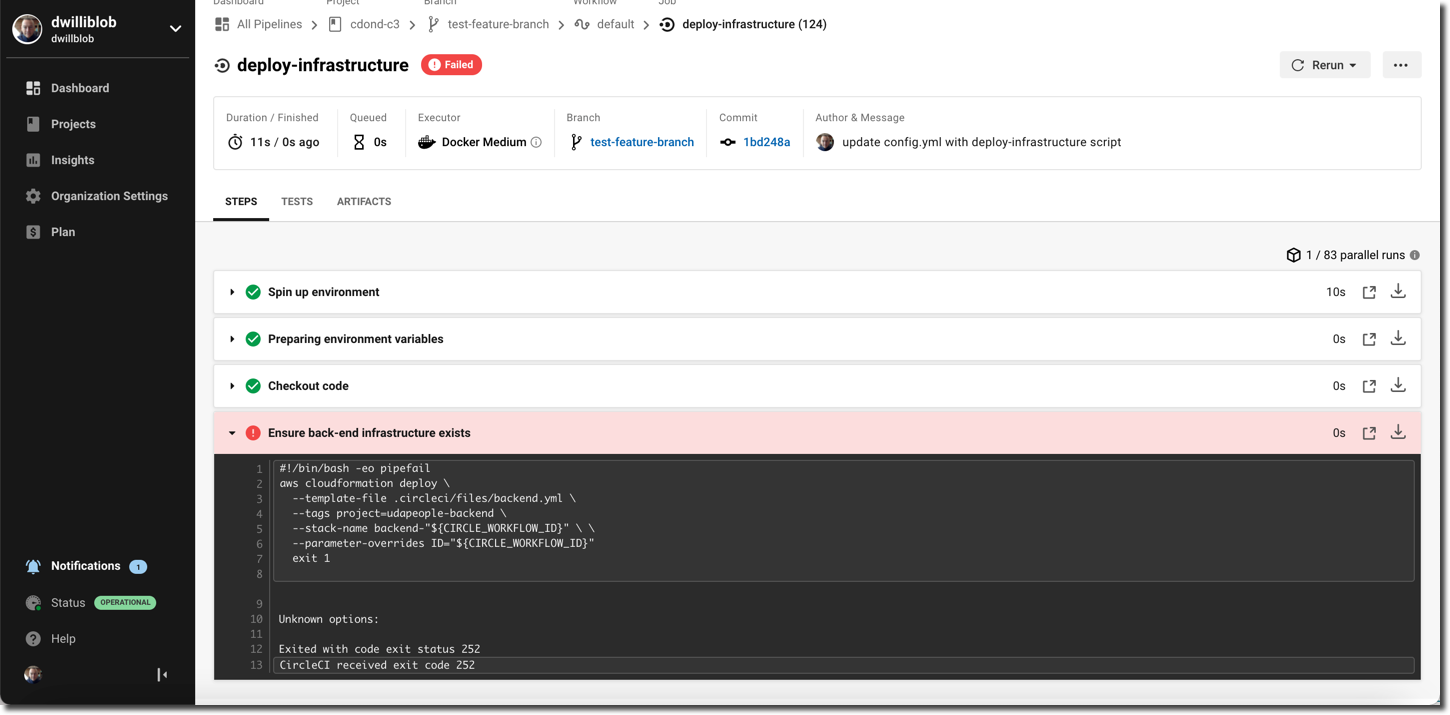 dwilliblob
dwillblob
Dashboard
Projects
Insights
Organization Settings
Plan
Notifications 1
Status OPERATIONAL
Help
Dashboard Project Branch Workflow Job
All Pipelines cdond-c3 test-feature-branch default deploy-infrastructure (124)
deploy-infrastructure Failed
Rerun
Duration / Finished Queued Executor Branch Commit Author & Message
11s / 0s ago 0s Docker Medium test-feature-branch 1bd248a update config.yml with deploy-infrastructure script
STEPS TESTS ARTIFACTS
1 / 83 parallel runs
Spin up environment 10s
Preparing environment variables 0s
Checkout code 0s
Ensure back-end infrastructure exists 0s
1 #!/bin/bash -eo pipefail
2 aws cloudformation deploy \
3 --template-file .circleci/files/backend.yml \
4 --tags project=udapeople-backend \
5 --stack-name backend-"${CIRCLE_WORKFLOW_ID}" \ \
6 --parameter-overrides ID="${CIRCLE_WORKFLOW_ID}"
7 exit 1
8
9
10 Unknown options:
11
12 Exited with code exit status 252
13 CircleCI received exit code 252